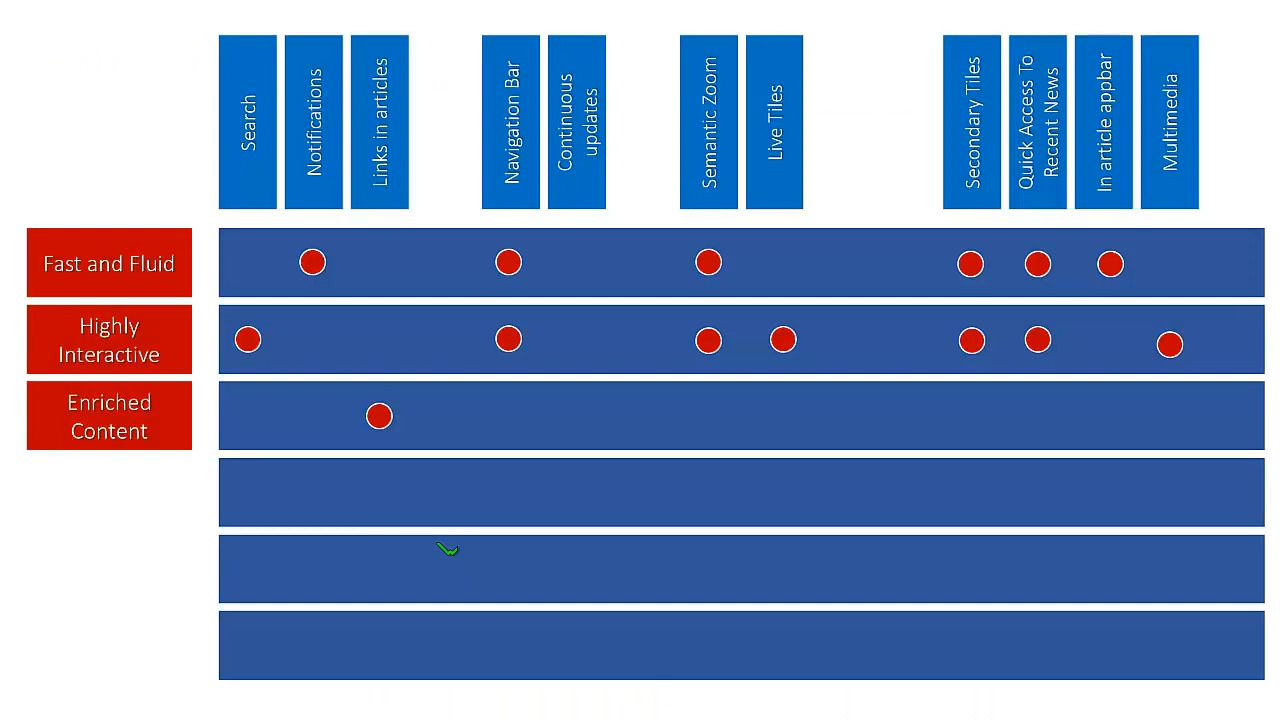 Search
Notifications
Links in articles
Navigation Bar
Continuous
updates
Semantic Zoom
Live Tiles
Secondary Tiles
Quick Access To
Recent News
In article appbar
Multimedia
Fast and Fluid
Highly
Interactive
Enriched
Content